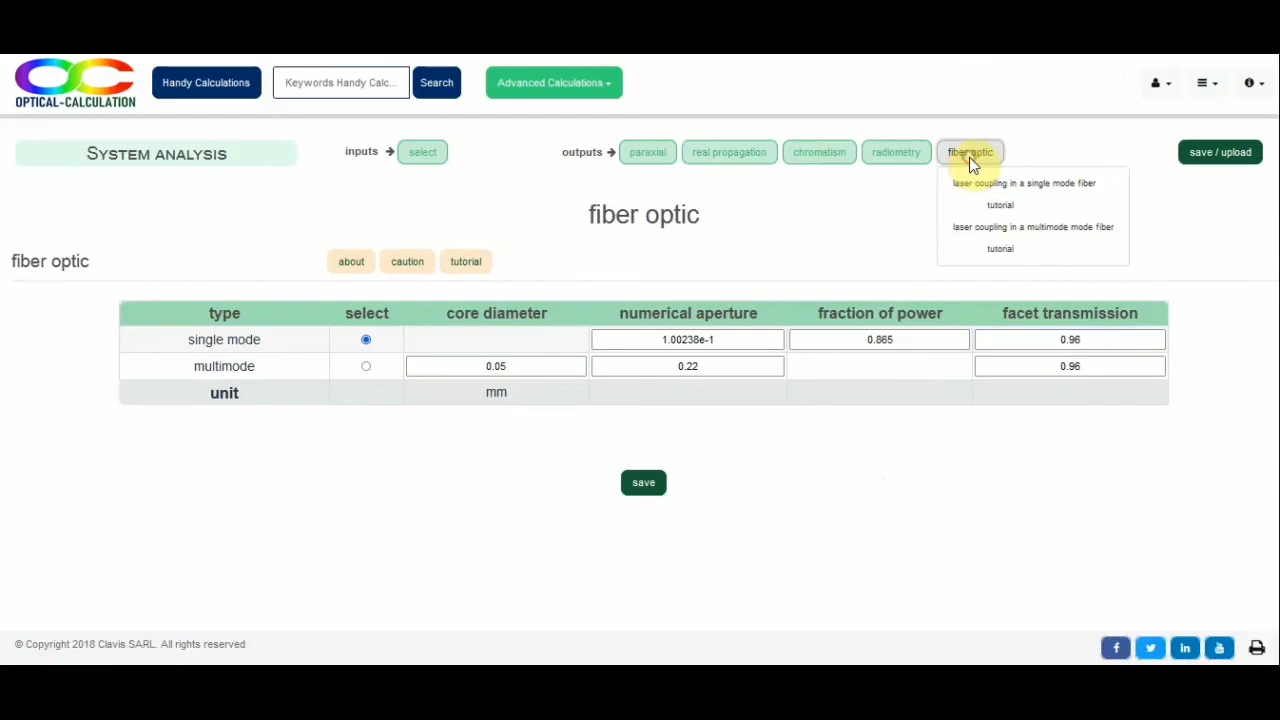 OPTICAL-CALCULATION
Handy Calculations
Keywords Handy Calc...
Search
Advanced Calculations
System analysis
inputs
select
outputs
paraxial
real propagation
chromatism
radiometry
fiber optic
save / upload
laser coupling in a single mode fiber
tutorial
laser coupling in a multimode mode fiber
tutorial
fiber optic
fiber optic
about
caution
tutorial
type select core diameter numerical aperture fraction of power facet transmission
single mode 1.00238e-1 0.865 0.96
multimode 0.05 0.22 0.96
unit mm
save
© Copyright 2018 Clavis SARL. All rights reserved